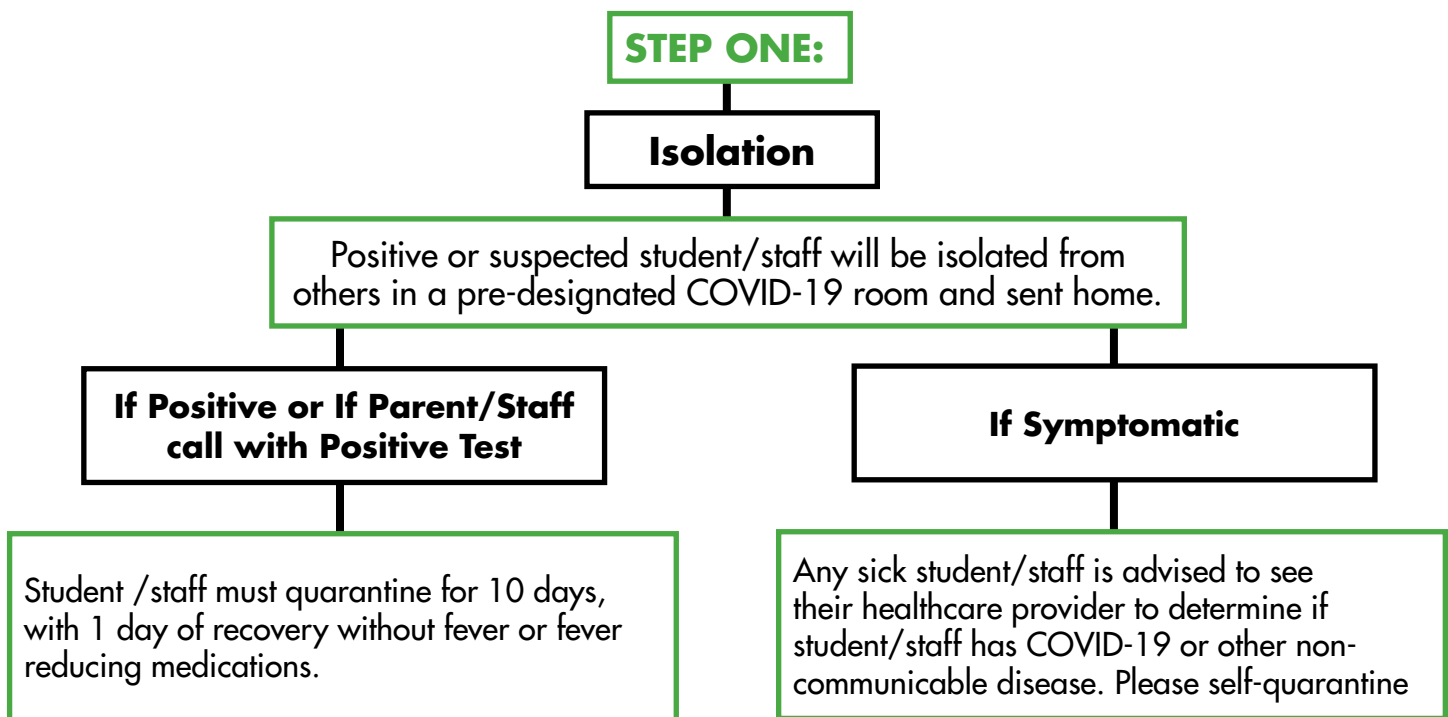 STEP ONE:
Isolation
Positive or suspected student/staff will be isolated from
others in a pre-designated COVID-19 room and sent home.
If Positive or If Parent/Staff
call with Positive Test
Student /staff must quarantine for 10 days,
with 1 day of recovery without fever or fever
reducing medications.
If Symptomatic
Any sick student/staff is advised to see
their healthcare provider to determine if
student/staff has COVID-19 or other non-
communicable disease. Please self-quarantine